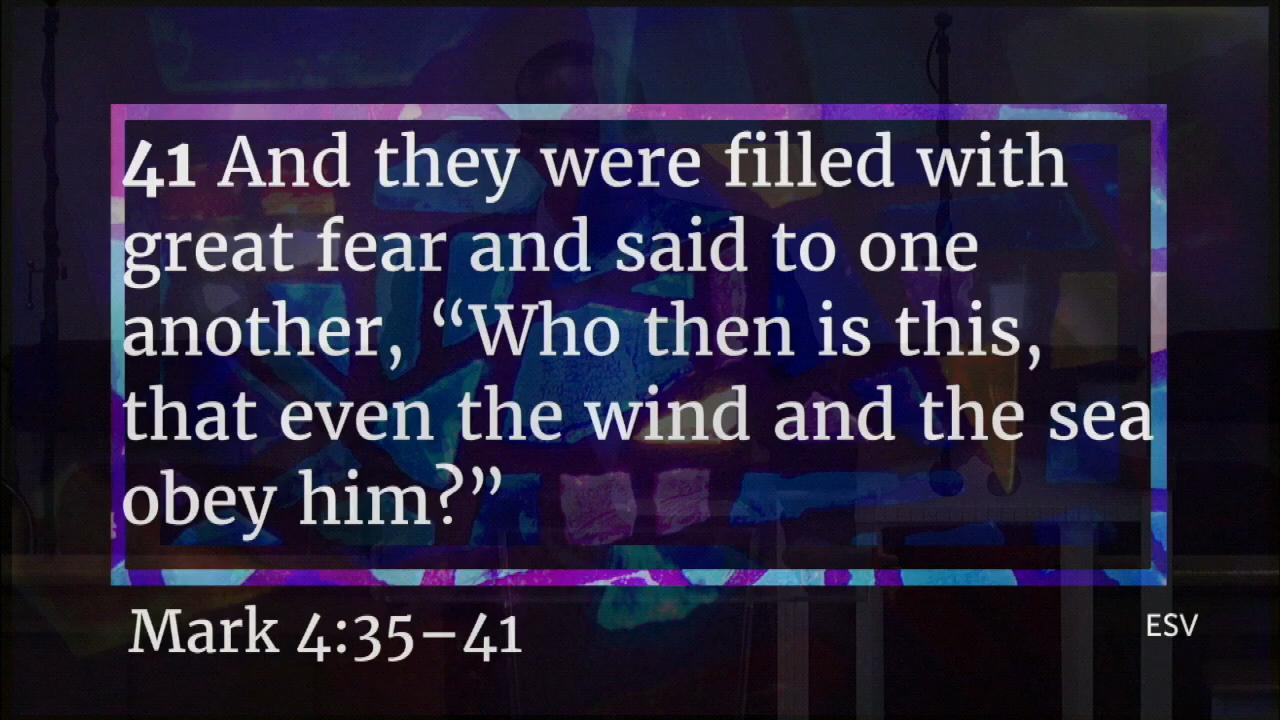 41 And they were filled with
great fear and said to one
another, “Who then is this,
that even the wind and the sea
obey him?”
Mark 4:35–41
ESV